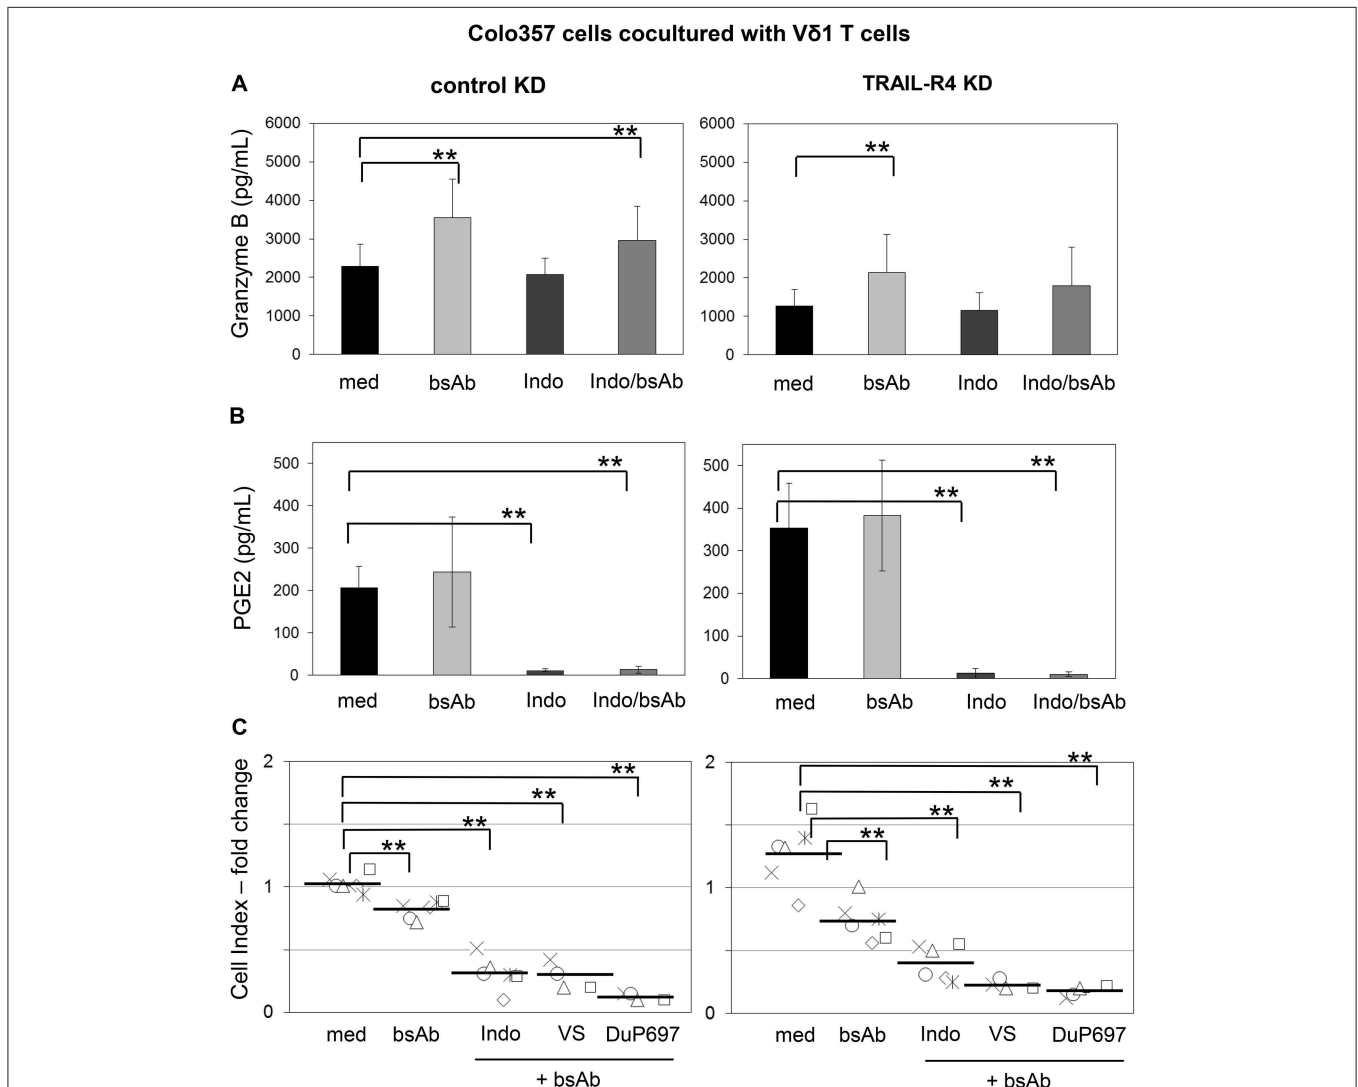 Colo357 cells cocultured with Vδ1 T cells
A
control KD
TRAIL-R4 KD
Granzyme B (pg/mL)
6000
5000
4000
3000
2000
1000
0
**
**
med bsAb Indo Indo/bsAb
6000
5000
4000
3000
2000
1000
0
**
med bsAb Indo Indo/bsAb
B
PGE2 (pg/mL)
500
400
300
200
100
0
**
**
med bsAb Indo Indo/bsAb
500
400
300
200
100
0
**
**
med bsAb Indo Indo/bsAb
C
Cell Index – fold change
2
1
0
**
**
**
**
med bsAb Indo VS DuP697
+ bsAb
2
1
0
**
**
**
**
med bsAb Indo VS DuP697
+ bsAb